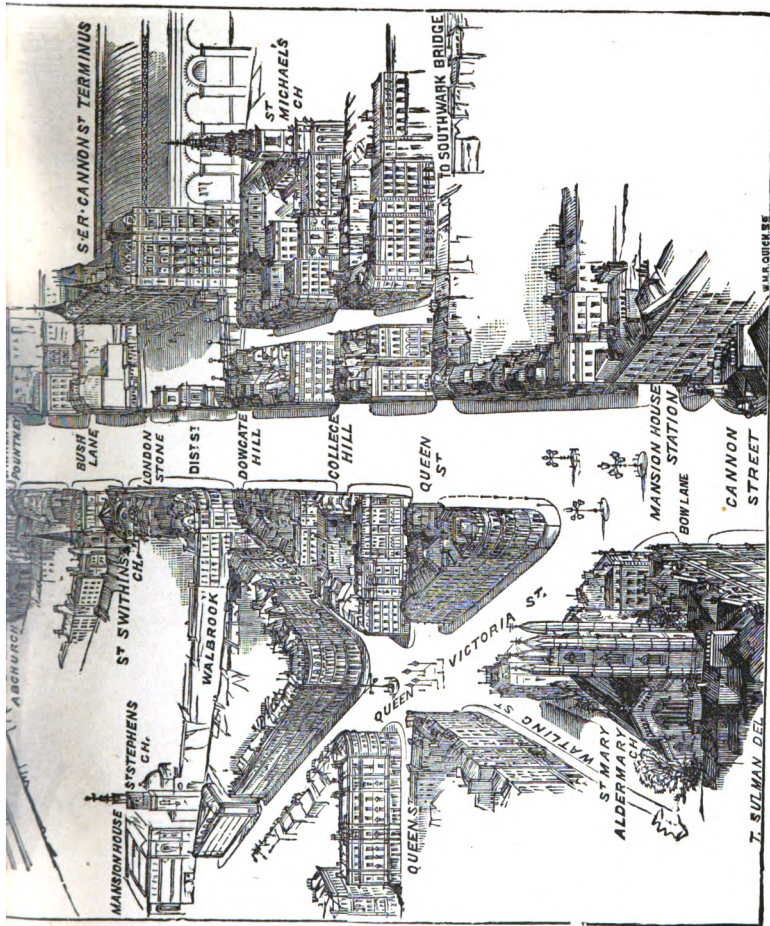 S·E·R·CANNON ST TERMINUS
ST
MICHAEL'S
CH
TO SOUTHWARK BRIDGE
W.M.R.QUICK.SC
POUNTNEY
BUSH
LANE
LONDON
STONE
DIST ST
DOWGATE
HILL
COLLEGE
HILL
QUEEN
ST
MANSION HOUSE
STATION
BOW LANE
CANNON
STREET
ABCHURCH
ST SWITHINS
CH.
WALBROOK
MANSION HOUSE
ST STEPHENS
CH.
QUEEN VICTORIA ST.
QUEEN ST
WATLING ST
ST MARY
ALDERMARY
CH
T. SULMAN DEL